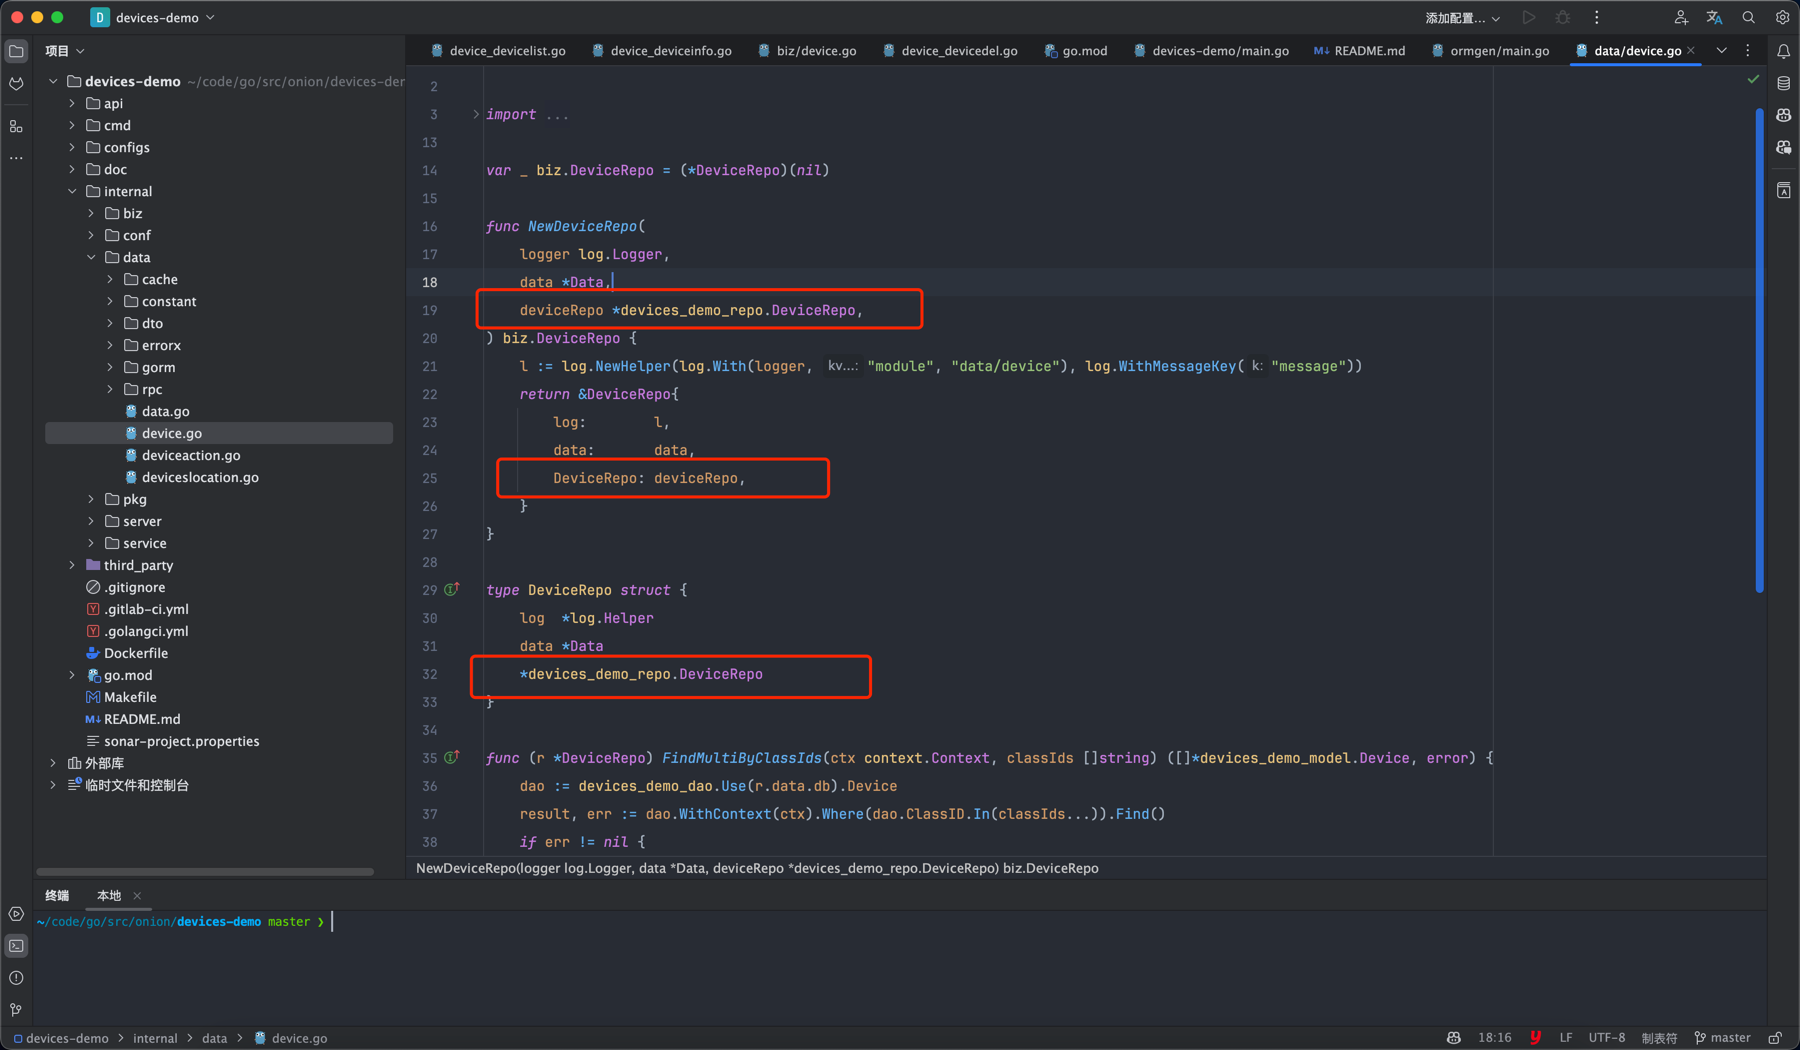 D devices-demo
添加配置...
项目
device_devicelist.go
device_deviceinfo.go
biz/device.go
device_devicedel.go
go.mod
devices-demo/main.go
M↓ README.md
ormgen/main.go
data/device.go
devices-demo ~/code/go/src/onion/devices-der
api
cmd
configs
doc
internal
biz
conf
data
cache
constant
dto
errorx
gorm
rpc
data.go
device.go
deviceaction.go
deviceslocation.go
pkg
server
service
third_party
.gitignore
.gitlab-ci.yml
.golangci.yml
Dockerfile
go.mod
Makefile
M↓ README.md
sonar-project.properties
外部库
临时文件和控制台
2
3 import ...
13
14 var _ biz.DeviceRepo = (*DeviceRepo)(nil)
15
16 func NewDeviceRepo(
17 logger log.Logger,
18 data *Data,
19 deviceRepo *devices_demo_repo.DeviceRepo,
20 ) biz.DeviceRepo {
21 l := log.NewHelper(log.With(logger, kv...: "module", "data/device"), log.WithMessageKey( k: "message"))
22 return &DeviceRepo{
23 log: l,
24 data: data,
25 DeviceRepo: deviceRepo,
26 }
27 }
28
29 type DeviceRepo struct {
30 log *log.Helper
31 data *Data
32 *devices_demo_repo.DeviceRepo
33 }
34
35 func (r *DeviceRepo) FindMultiByClassIds(ctx context.Context, classIds []string) ([]*devices_demo_model.Device, error) {
36 dao := devices_demo_dao.Use(r.data.db).Device
37 result, err := dao.WithContext(ctx).Where(dao.ClassID.In(classIds...)).Find()
38 if err != nil {
NewDeviceRepo(logger log.Logger, data *Data, deviceRepo *devices_demo_repo.DeviceRepo) biz.DeviceRepo
终端 本地
~/code/go/src/onion/devices-demo master ❯
devices-demo > internal > data > device.go
18:16 y LF UTF-8 制表符 master